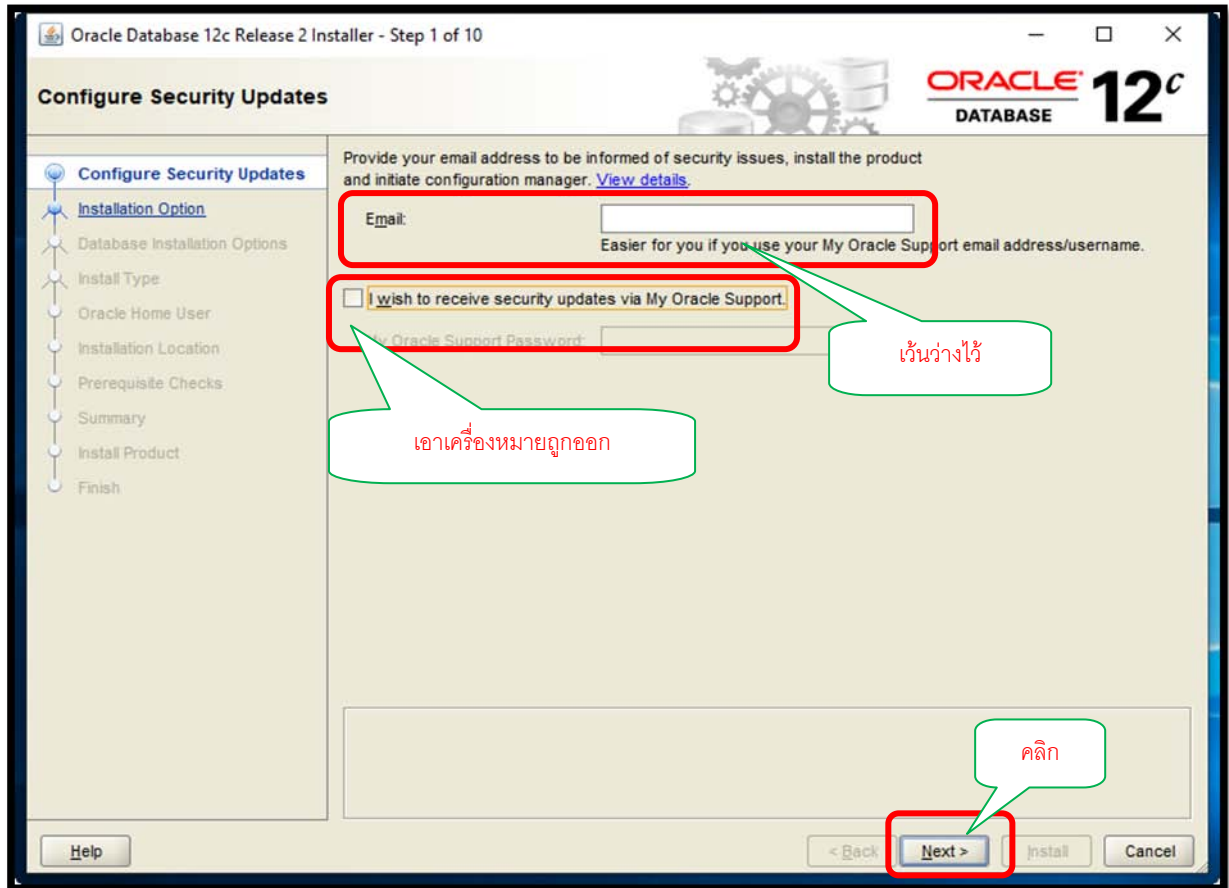 Oracle Database 12c Release 2 Installer - Step 1 of 10
Configure Security Updates
ORACLE
DATABASE
12c
Configure Security Updates
Installation Option
Database Installation Options
Install Type
Oracle Home User
Installation Location
Prerequisite Checks
Summary
Install Product
Finish
Provide your email address to be informed of security issues, install the product
and initiate configuration manager. View details.
Email:
Easier for you if you use your My Oracle Support email address/username.
I wish to receive security updates via My Oracle Support.
My Oracle Support Password:
เว้นว่างไว้
เอาเครื่องหมายถูกออก
คลิก
Help
< Back
Next >
Install
Cancel